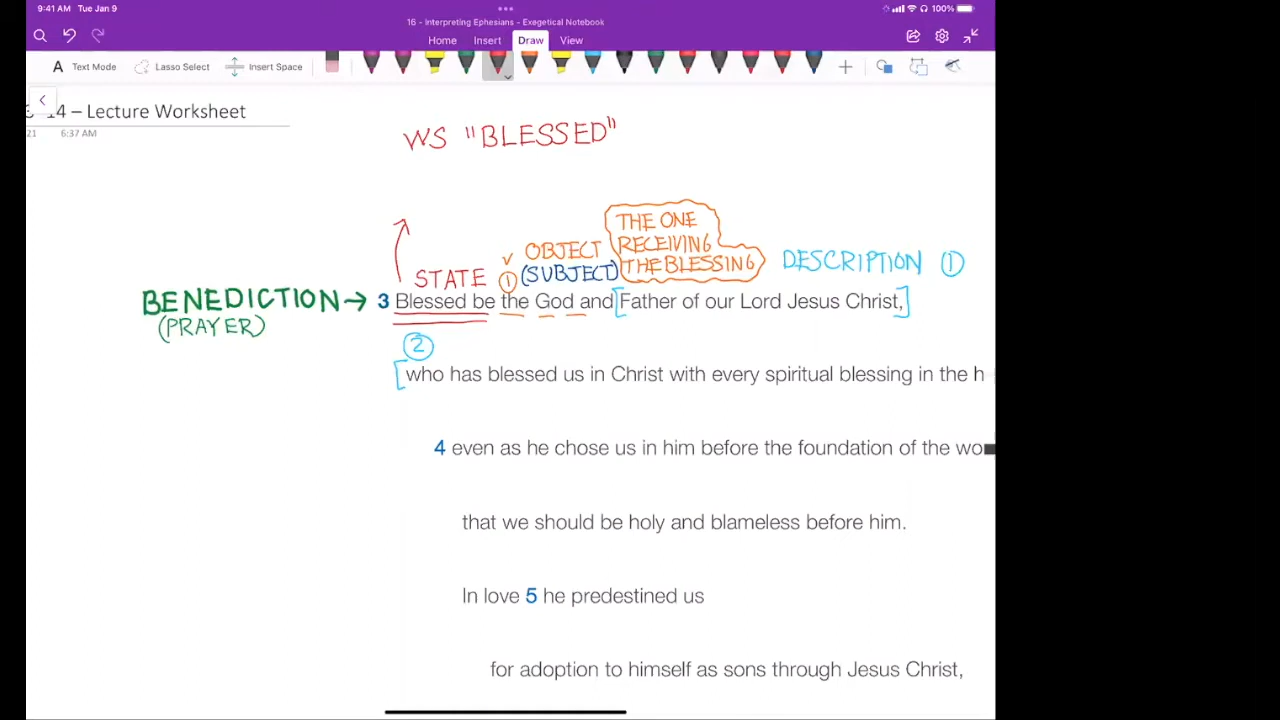 9:41 AM Tue Jan 9
100%
16 - Interpreting Ephesians - Exegetical Notebook
Home Insert Draw View
A Text Mode Lasso Select Insert Space
14 – Lecture Worksheet
21 6:37 AM
WS "BLESSED"
THE ONE
RECEIVING
THE BLESSING
OBJECT
(SUBJECT)
DESCRIPTION 1
STATE 1
BENEDICTION → 3 Blessed be the God and [Father of our Lord Jesus Christ,]
(PRAYER)
2
[who has blessed us in Christ with every spiritual blessing in the h
4 even as he chose us in him before the foundation of the wo
that we should be holy and blameless before him.
In love 5 he predestined us
for adoption to himself as sons through Jesus Christ,